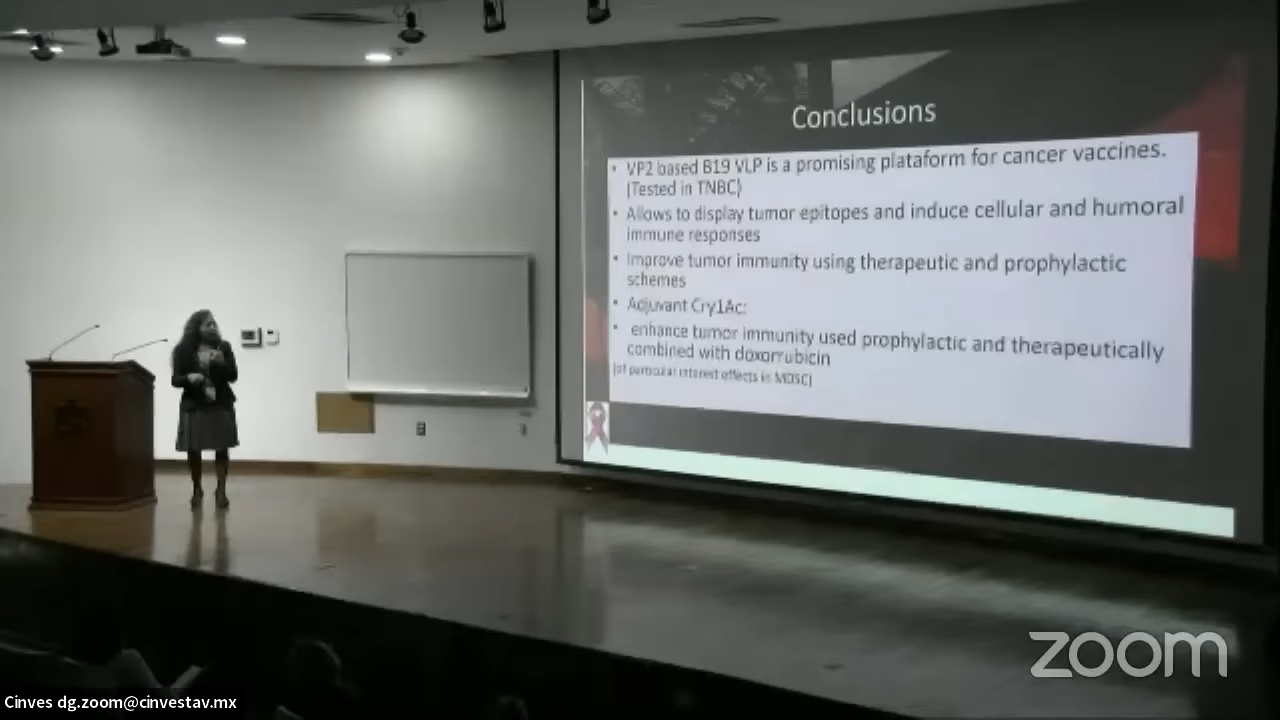 Conclusions
• VP2 based B19 VLP is a promising plataform for cancer vaccines.
(Tested in TNBC)
• Allows to display tumor epitopes and induce cellular and humoral
immune responses
• Improve tumor immunity using therapeutic and prophylactic
schemes
• Adjuvant Cry1Ac:
• enhance tumor immunity used prophylactic and therapeutically
combined with doxorrubicin
(of particular interest effects in MDSC)
zoom
Cinves dg.zoom@cinvestav.mx